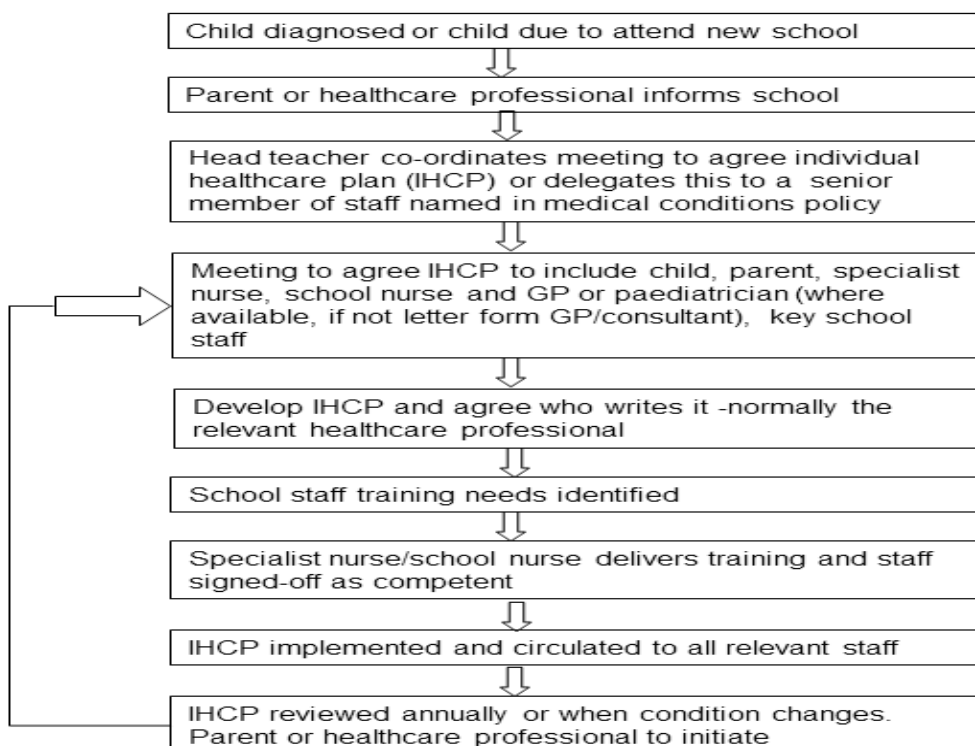 Child diagnosed or child due to attend new school
Parent or healthcare professional informs school
Head teacher co-ordinates meeting to agree individual
healthcare plan (IHCP) or delegates this to a senior
member of staff named in medical conditions policy
Meeting to agree IHCP to include child, parent, specialist
nurse, school nurse and GP or paediatrician (where
available, if not letter form GP/consultant), key school
staff
Develop IHCP and agree who writes it -normally the
relevant healthcare professional
School staff training needs identified
Specialist nurse/school nurse delivers training and staff
signed-off as competent
IHCP implemented and circulated to all relevant staff
IHCP reviewed annually or when condition changes.
Parent or healthcare professional to initiate